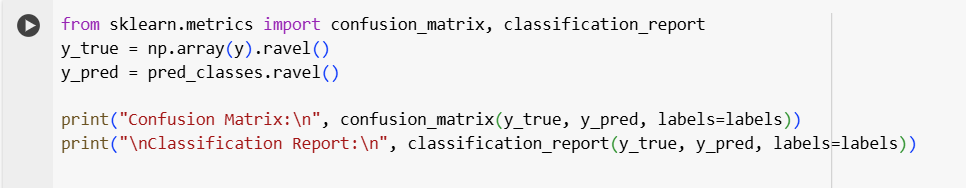 from sklearn.metrics import confusion_matrix, classification_report
y_true = np.array(y).ravel()
y_pred = pred_classes.ravel()
print("Confusion Matrix:\n", confusion_matrix(y_true, y_pred, labels=labels))
print("\nClassification Report:\n", classification_report(y_true, y_pred, labels=labels))